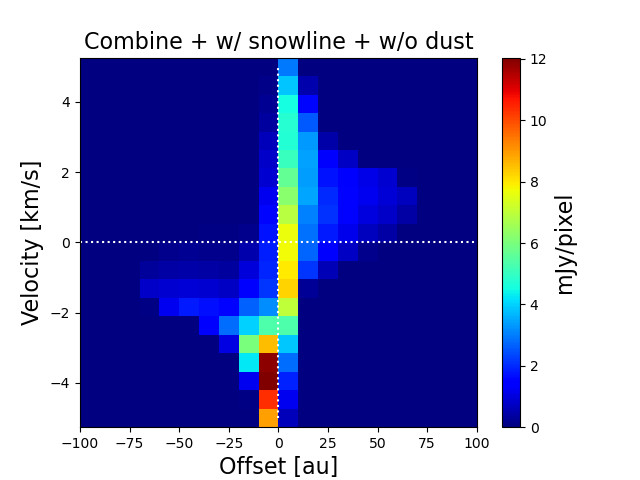 Combine + w/ snowline + w/o dust
12
10
8
6
4
2
0
mJy/pixel
4
2
0
−2
−4
Velocity [km/s]
−100 −75 −50 −25 0 25 50 75 100
Offset [au]